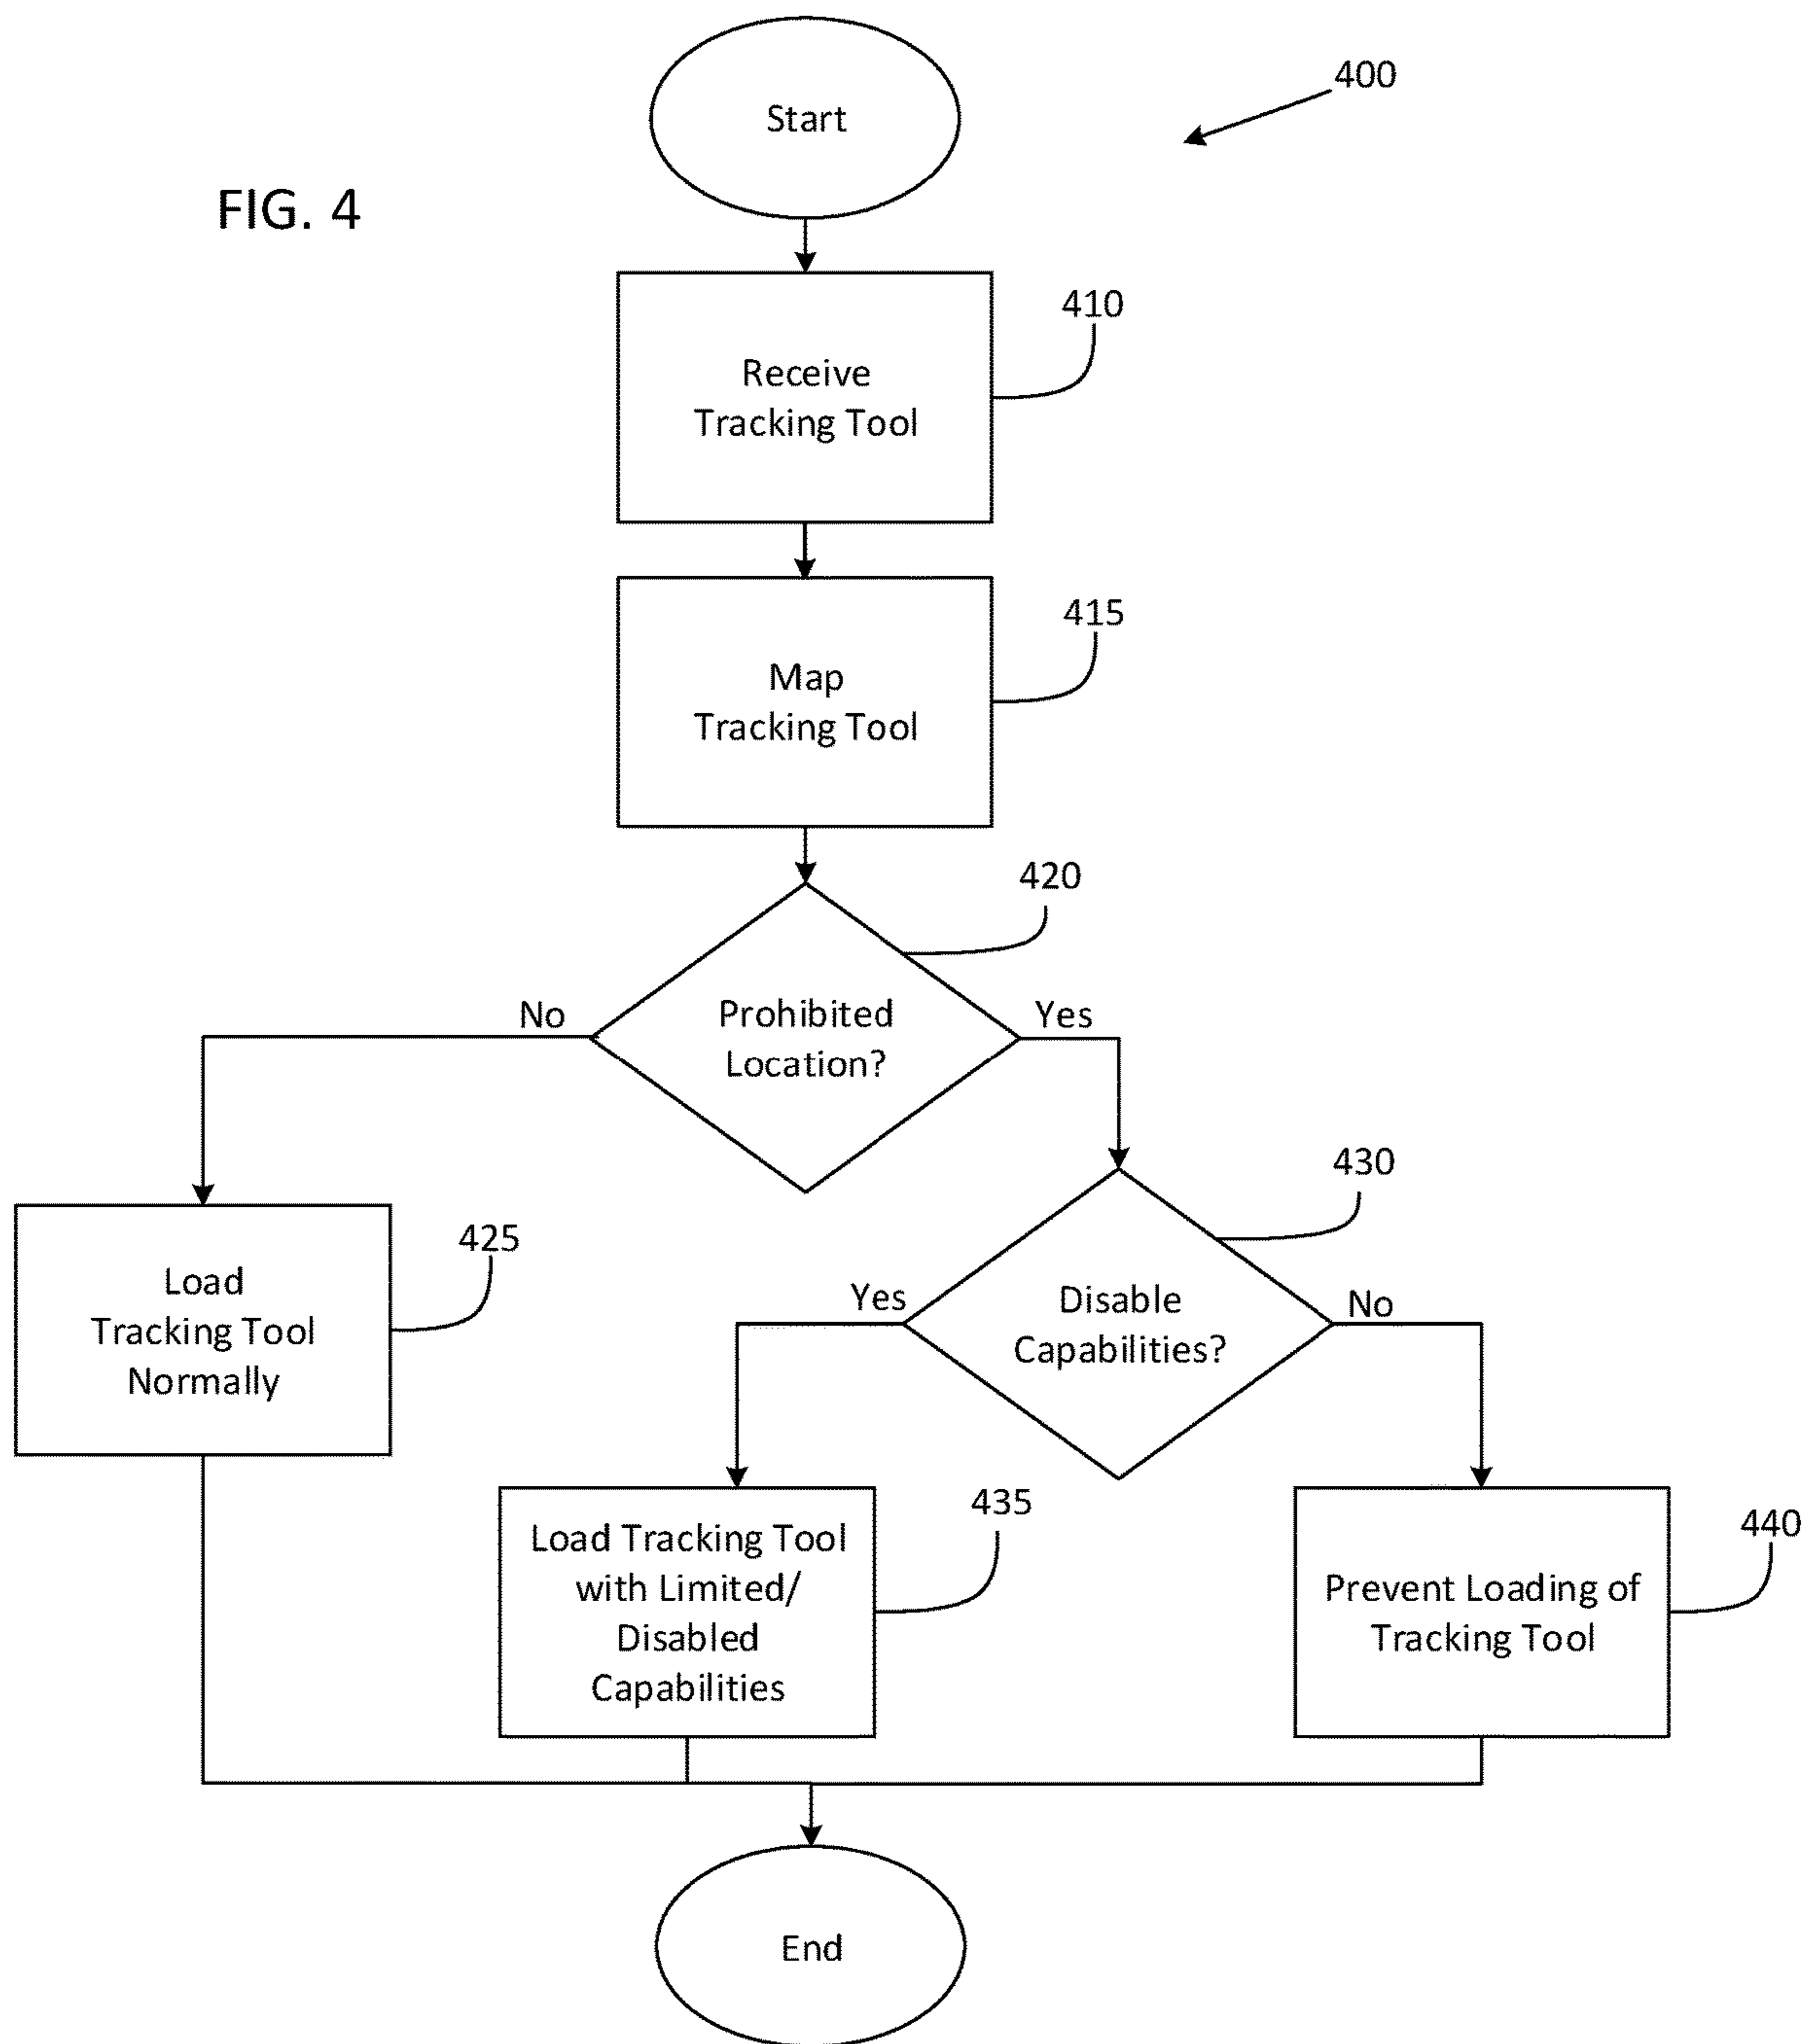 Start
400
FIG. 4
410
Receive
Tracking Tool
415
Map
Tracking Tool
420
No
Prohibited
Location?
Yes
430
425
Load
Tracking Tool
Normally
Yes
Disable
Capabilities?
No
435
Load Tracking Tool
with Limited/
Disabled
Capabilities
440
Prevent Loading of
Tracking Tool
End